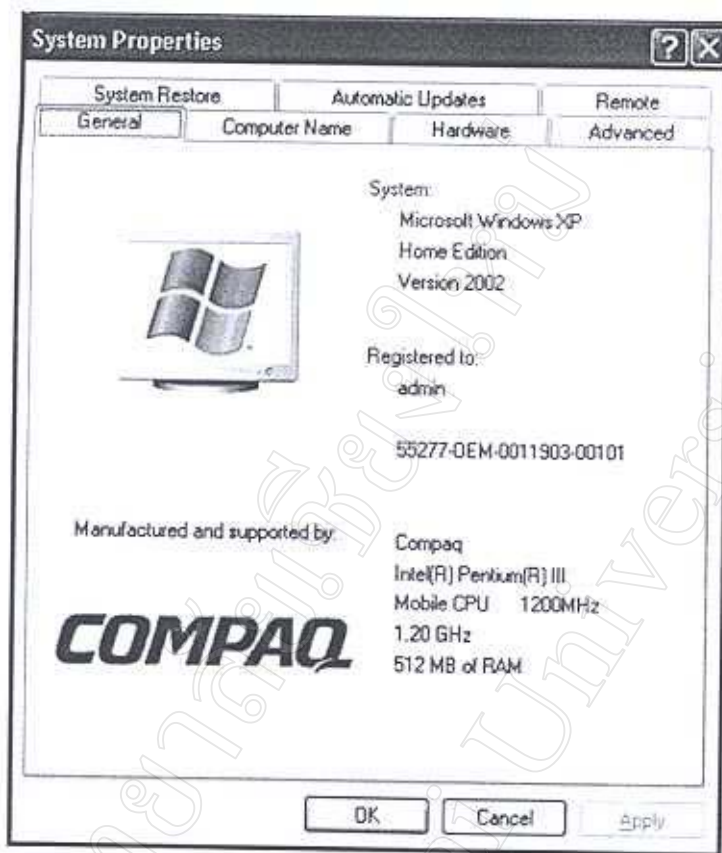 System Properties
System Restore Automatic Updates Remote
General Computer Name Hardware Advanced
System:
Microsoft Windows XP
Home Edition
Version 2002
Registered to:
admin
55277-OEM-0011903-00101
Manufactured and supported by:
Compaq
Intel(R) Pentium(R) III
Mobile CPU 1200MHz
1.20 GHz
512 MB of RAM
COMPAQ
OK Cancel Apply